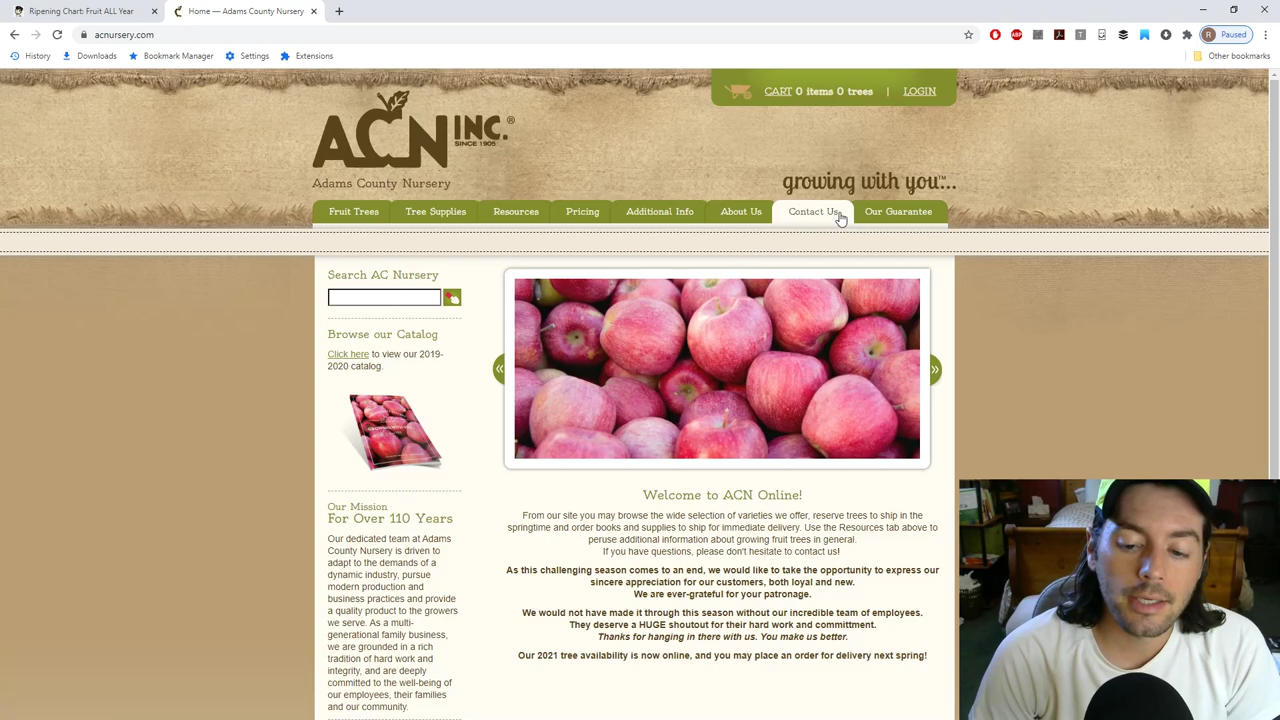 Ripening Chart: Fruit ALL Year
Home — Adams County Nursery
acnursery.com
R Paused
History Downloads Bookmark Manager Settings Extensions
Other bookmarks
CART 0 items 0 trees | LOGIN
ACN INC.®
SINCE 1905
Adams County Nursery
growing with you...™
Fruit Trees Tree Supplies Resources Pricing Additional Info About Us Contact Us Our Guarantee
Search AC Nursery
Browse our Catalog
Click here to view our 2019-
2020 catalog.
Our Mission
For Over 110 Years
Our dedicated team at Adams
County Nursery is driven to
adapt to the demands of a
dynamic industry, pursue
modern production and
business practices and provide
a quality product to the growers
we serve. As a multi-
generational family business,
we are grounded in a rich
tradition of hard work and
integrity, and are deeply
committed to the well-being of
our employees, their families
and our community.
Welcome to ACN Online!
From our site you may browse the wide selection of varieties we offer, reserve trees to ship in the
springtime and order books and supplies to ship for immediate delivery. Use the Resources tab above to
peruse additional information about growing fruit trees in general.
If you have questions, please don't hesitate to contact us!
As this challenging season comes to an end, we would like to take the opportunity to express our
sincere appreciation for our customers, both loyal and new.
We are ever-grateful for your patronage.
We would not have made it through this season without our incredible team of employees.
They deserve a HUGE shoutout for their hard work and committment.
Thanks for hanging in there with us. You make us better.
Our 2021 tree availability is now online, and you may place an order for delivery next spring!